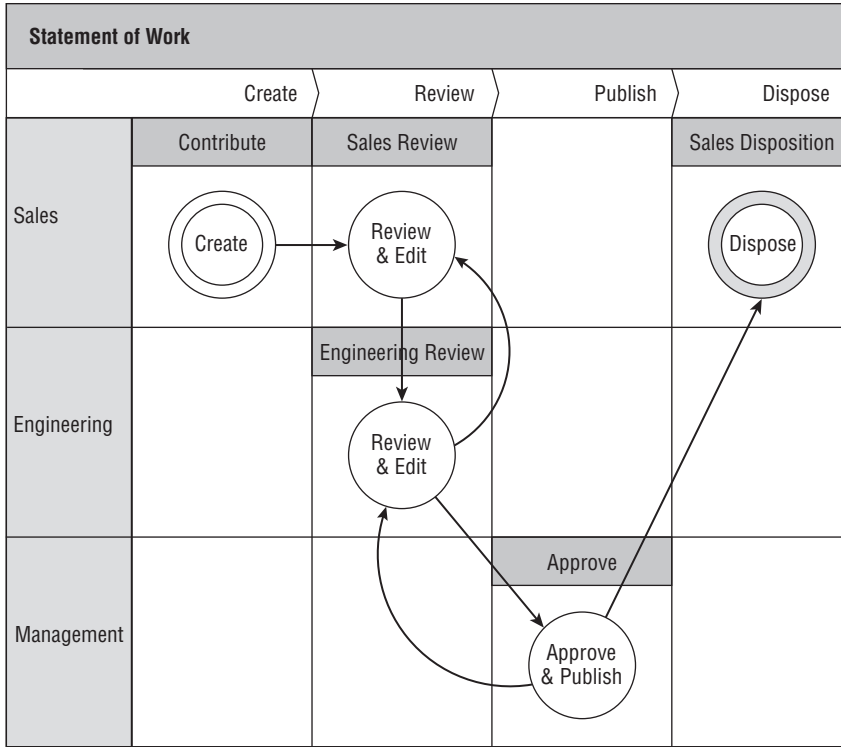 Statement of Work
Create
Review
Publish
Dispose
Contribute
Sales Review
Sales Disposition
Sales
Create
Review
& Edit
Dispose
Engineering Review
Engineering
Review
& Edit
Approve
Management
Approve
& Publish